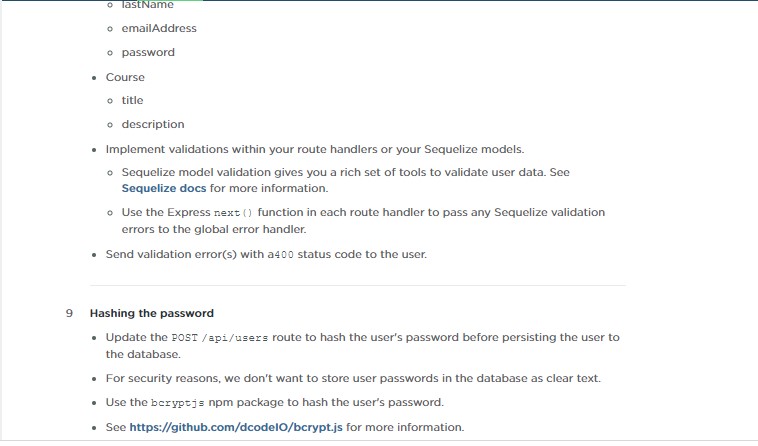 lastName
emailAddress
password
Course
title
description
Implement validations within your route handlers or your Sequelize models.
Sequelize model validation gives you a rich set of tools to validate user data. See
Sequelize docs for more information.
Use the Express next() function in each route handler to pass any Sequelize validation
errors to the global error handler.
Send validation error(s) with a400 status code to the user.
9 Hashing the password
Update the POST /api/users route to hash the user's password before persisting the user to
the database.
For security reasons, we don't want to store user passwords in the database as clear text.
Use the bcryptjs npm package to hash the user's password.
See https://github.com/dcodeIO/bcrypt.js for more information.